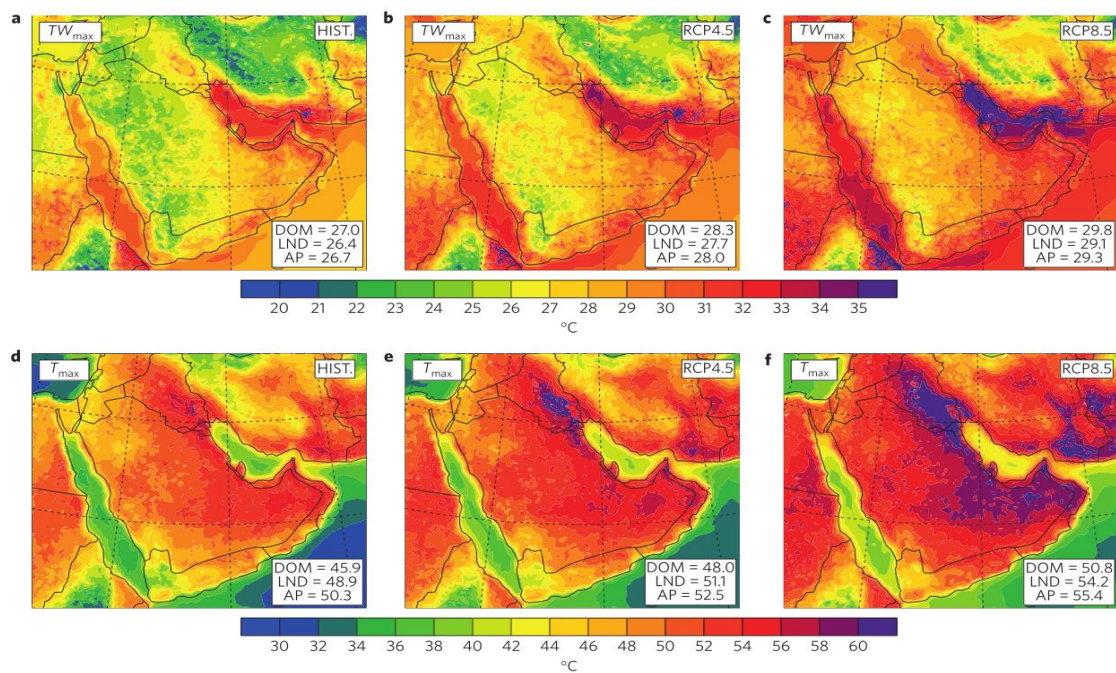 a
TWmax
HIST.
DOM = 27.0
LND = 26.4
AP = 26.7
b
TWmax
RCP4.5
DOM = 28.3
LND = 27.7
AP = 28.0
c
TWmax
RCP8.5
DOM = 29.8
LND = 29.1
AP = 29.3
20 21 22 23 24 25 26 27 28 29 30 31 32 33 34 35
°C
d
Tmax
HIST.
DOM = 45.9
LND = 48.9
AP = 50.3
e
Tmax
RCP4.5
DOM = 48.0
LND = 51.1
AP = 52.5
f
Tmax
RCP8.5
DOM = 50.8
LND = 54.2
AP = 55.4
30 32 34 36 38 40 42 44 46 48 50 52 54 56 58 60
°C